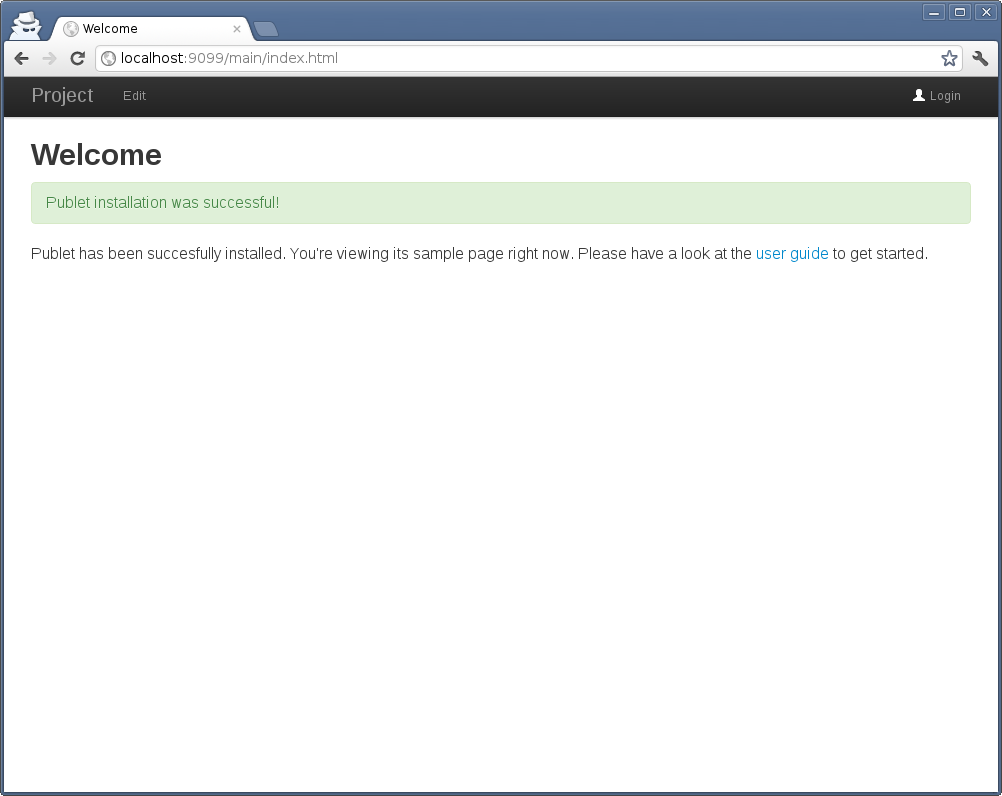 Welcome
localhost:9099/main/index.html
Project Edit Login
Welcome
Publet installation was successful!
Publet has been succesfully installed. You're viewing its sample page right now. Please have a look at the user guide to get started.